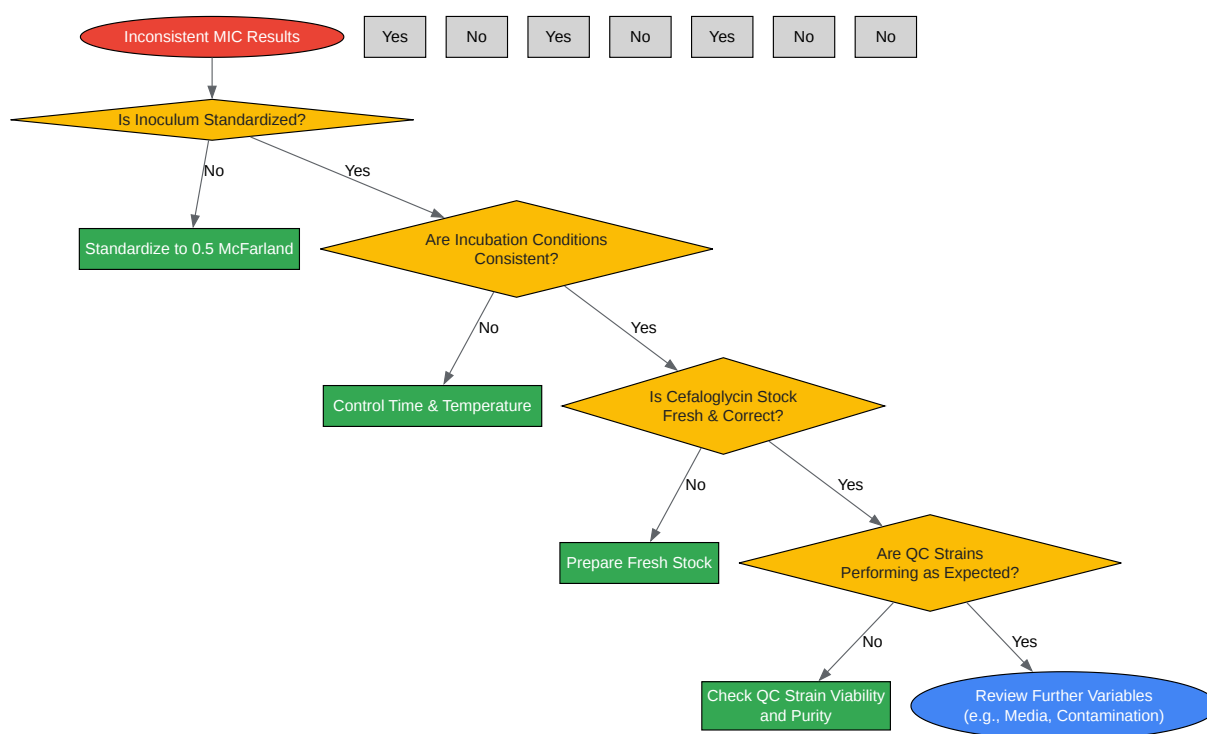 Inconsistent MIC Results
Yes
No
Yes
No
Yes
No
No
Is Inoculum Standardized?
No
Yes
Standardize to 0.5 McFarland
Are Incubation Conditions
Consistent?
No
Yes
Control Time & Temperature
Is Cefaloglycin Stock
Fresh & Correct?
No
Yes
Prepare Fresh Stock
Are QC Strains
Performing as Expected?
No
Yes
Check QC Strain Viability
and Purity
Review Further Variables
(e.g., Media, Contamination)